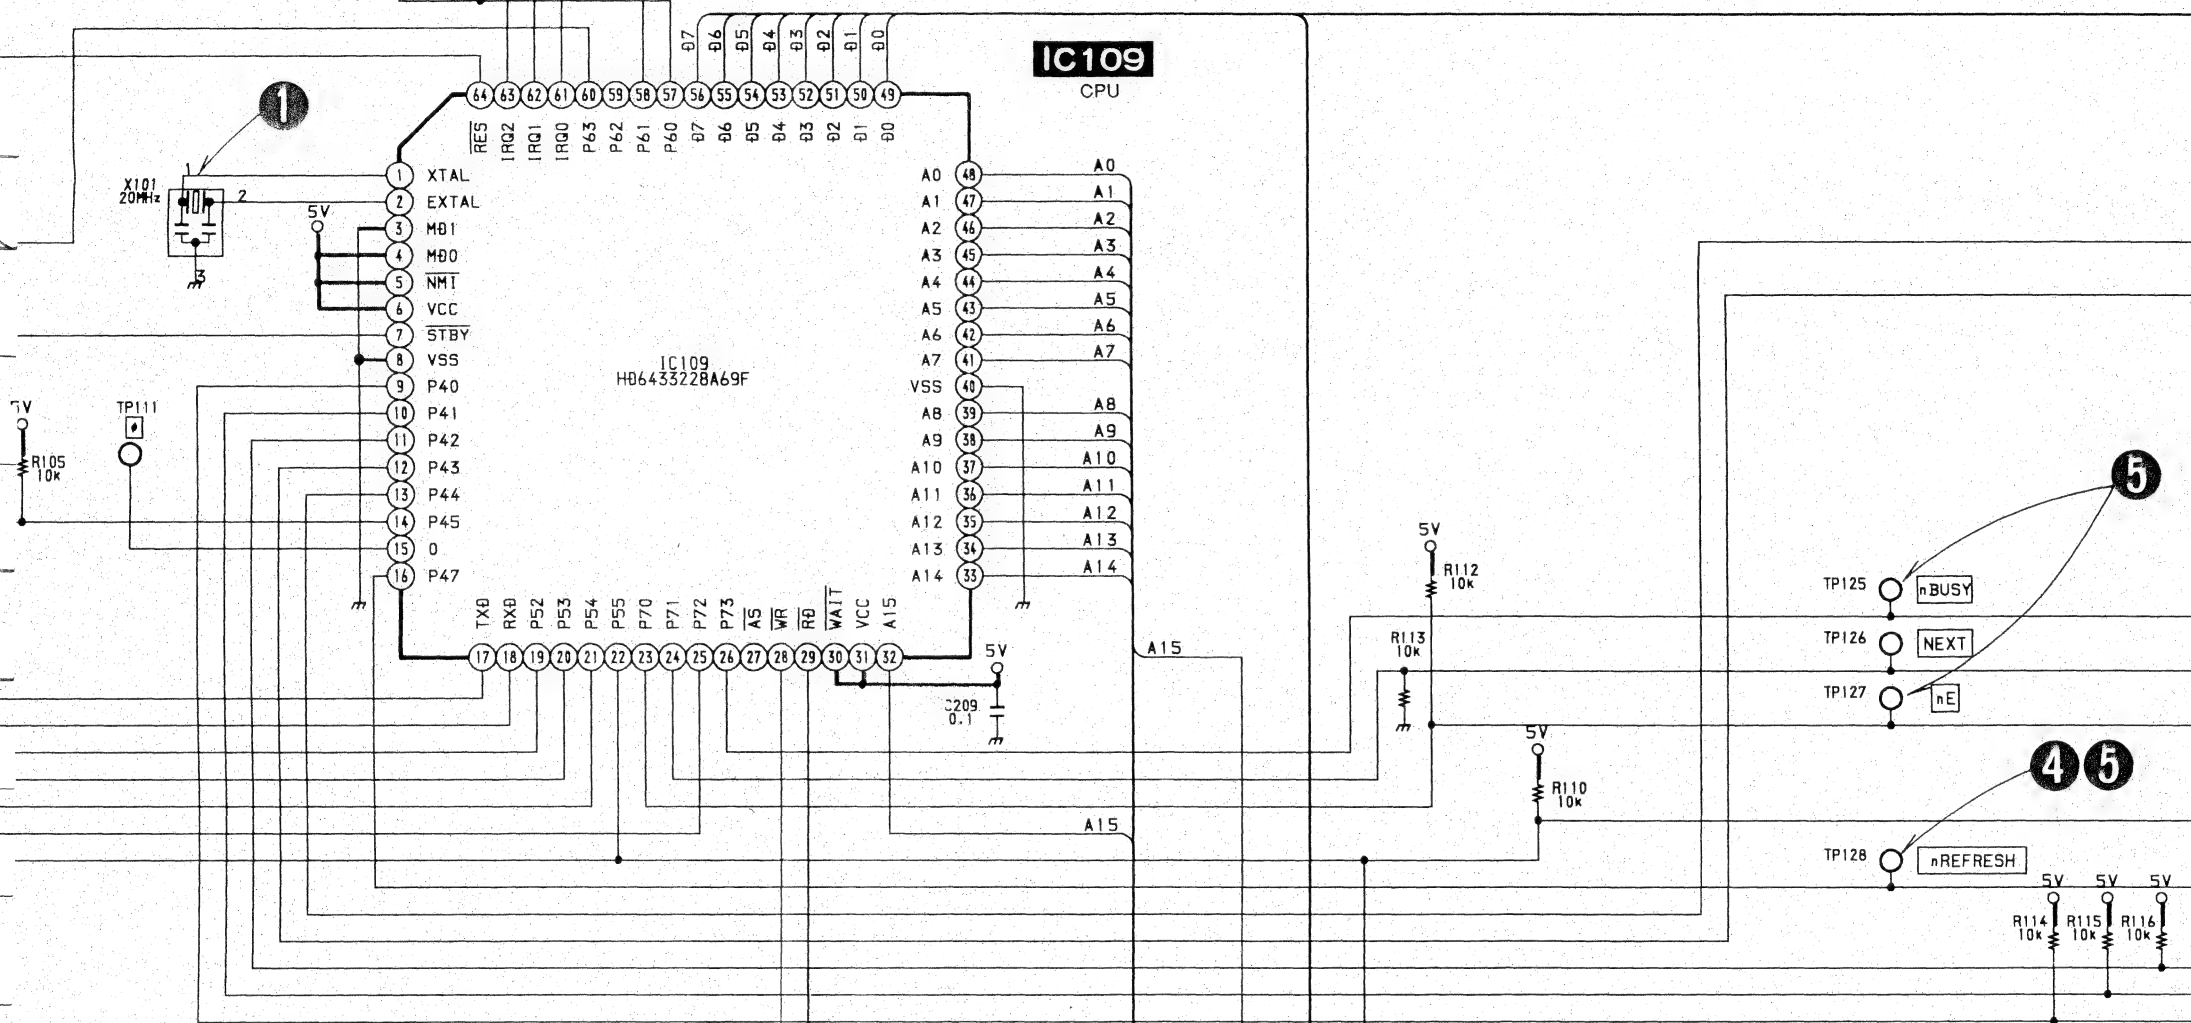 IC109
CPU
D7 D6 D5 D4 D3 D2 D1 D0
64 63 62 61 60 59 58 57 56 55 54 53 52 51 50 49
RES IRQ2 IRQ1 IRQ0 P63 P62 P61 P60 D7 D6 D5 D4 D3 D2 D1 D0
1
X101
20MHz
1
2
3
5V
1 XTAL
2 EXTAL
3 MD1
4 MD0
5 NMI
6 VCC
7 STBY
8 VSS
9 P40
10 P41
11 P42
12 P43
13 P44
14 P45
15 0
16 P47
TP111
R105
10k
IC109
HD6433228A69F
A0 48 A0
A1 47 A1
A2 46 A2
A3 45 A3
A4 44 A4
A5 43 A5
A6 42 A6
A7 41 A7
VSS 40
A8 39 A8
A9 38 A9
A10 37 A10
A11 36 A11
A12 35 A12
A13 34 A13
A14 33 A14
TXD RXD P52 P53 P54 P55 P70 P71 P72 P73 AS WR RD WAIT VCC A15
17 18 19 20 21 22 23 24 25 26 27 28 29 30 31 32
5V
C209
0.1
A15
A15
5V
R112
10k
R113
10k
5V
R110
10k
5
TP125 nBUSY
TP126 NEXT
TP127 nE
4 5
TP128 nREFRESH
5V 5V 5V
R114 R115 R116
10k 10k 10k